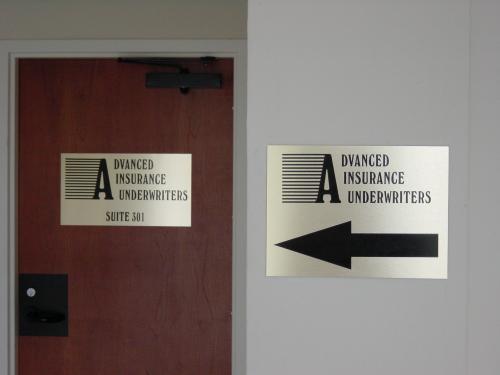 ADVANCED
INSURANCE
UNDERWRITERS
SUITE 301
ADVANCED
INSURANCE
UNDERWRITERS